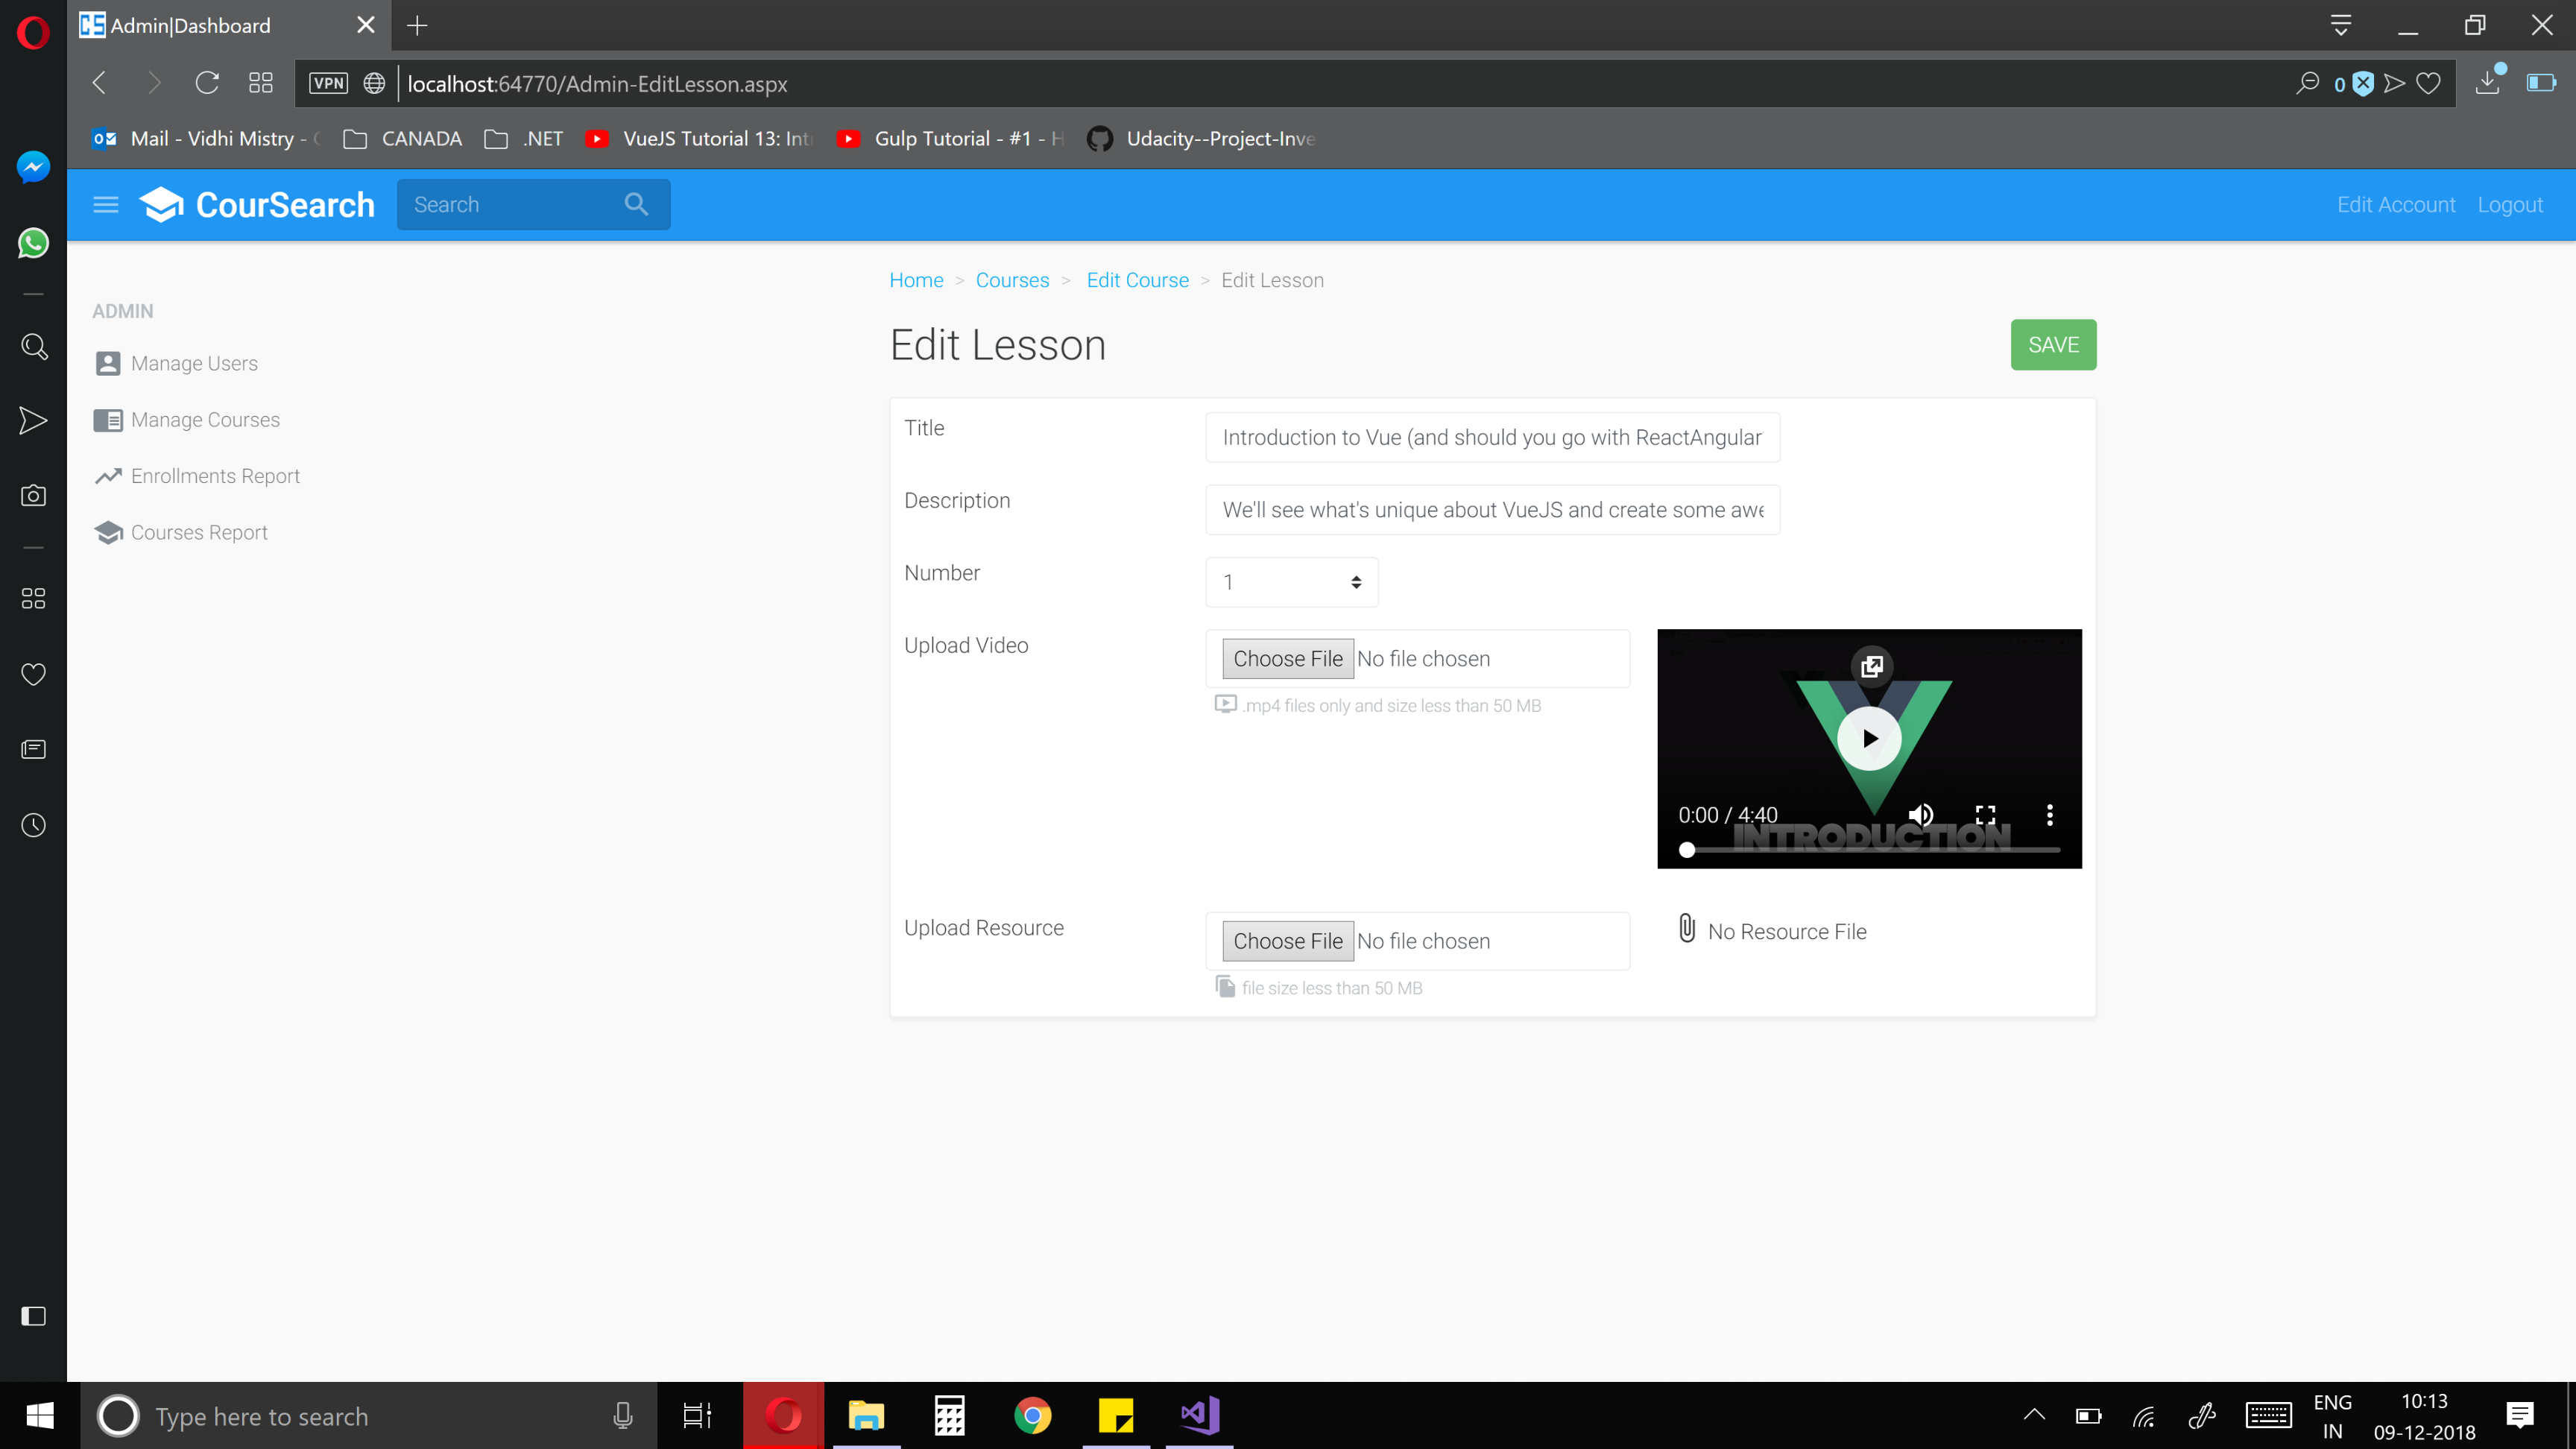 CS Admin|Dashboard
VPN localhost:64770/Admin-EditLesson.aspx 0
Mail - Vidhi Mistry - CANADA .NET VueJS Tutorial 13: Int Gulp Tutorial - #1 - H Udacity--Project-Inve
CourSearch Search Edit Account Logout
Home > Courses > Edit Course > Edit Lesson
ADMIN
Manage Users
Manage Courses
Enrollments Report
Courses Report
Edit Lesson SAVE
Title Introduction to Vue (and should you go with ReactAngular
Description We'll see what's unique about VueJS and create some awe
Number 1
Upload Video Choose File No file chosen
.mp4 files only and size less than 50 MB
0:00 / 4:40
INTRODUCTION
Upload Resource Choose File No file chosen No Resource File
file size less than 50 MB
Type here to search
ENG
IN
10:13
09-12-2018